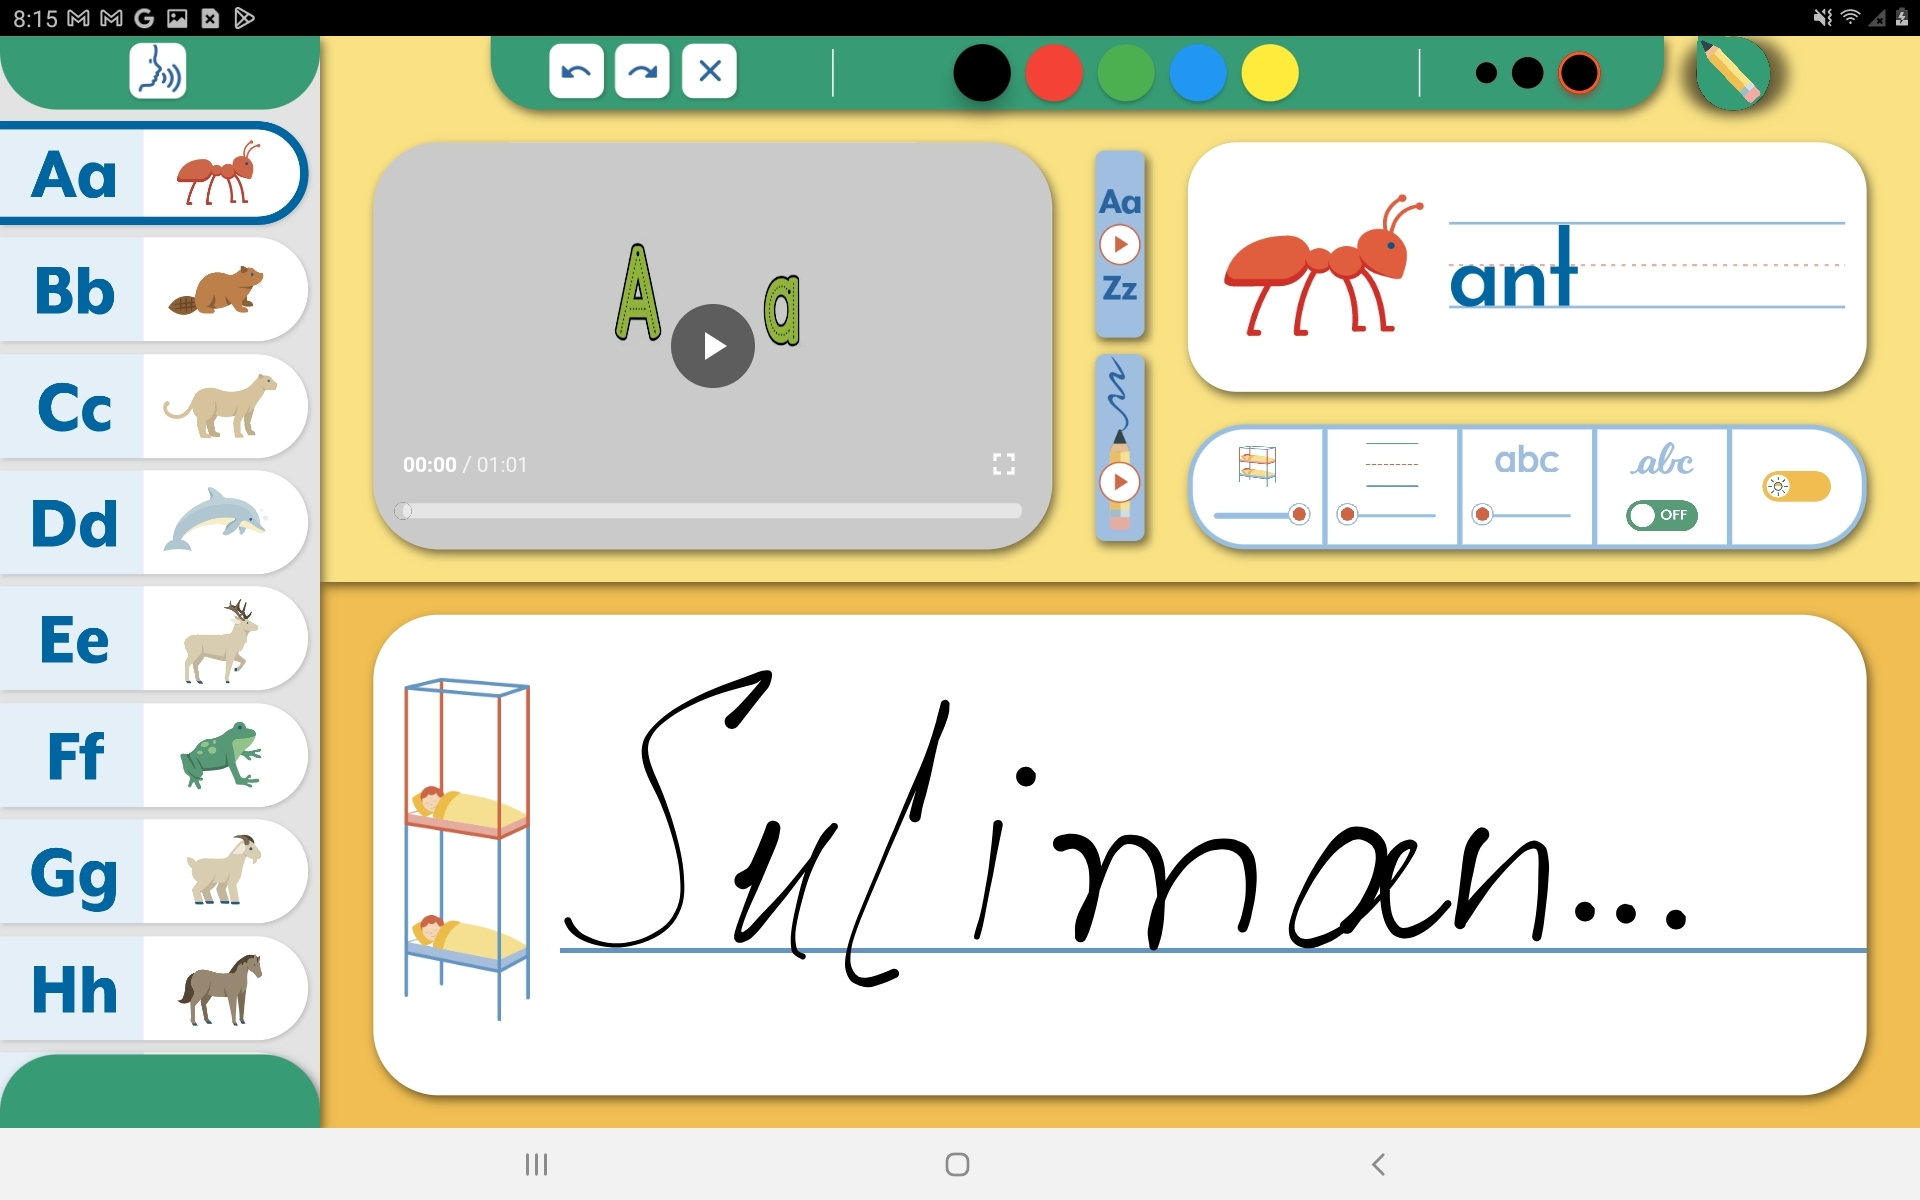 8:15
Aa
Bb
Cc
Dd
Ee
Ff
Gg
Hh
A a
00:00 / 01:01
Aa
Zz
ant
abc
abc
OFF
Suliman...